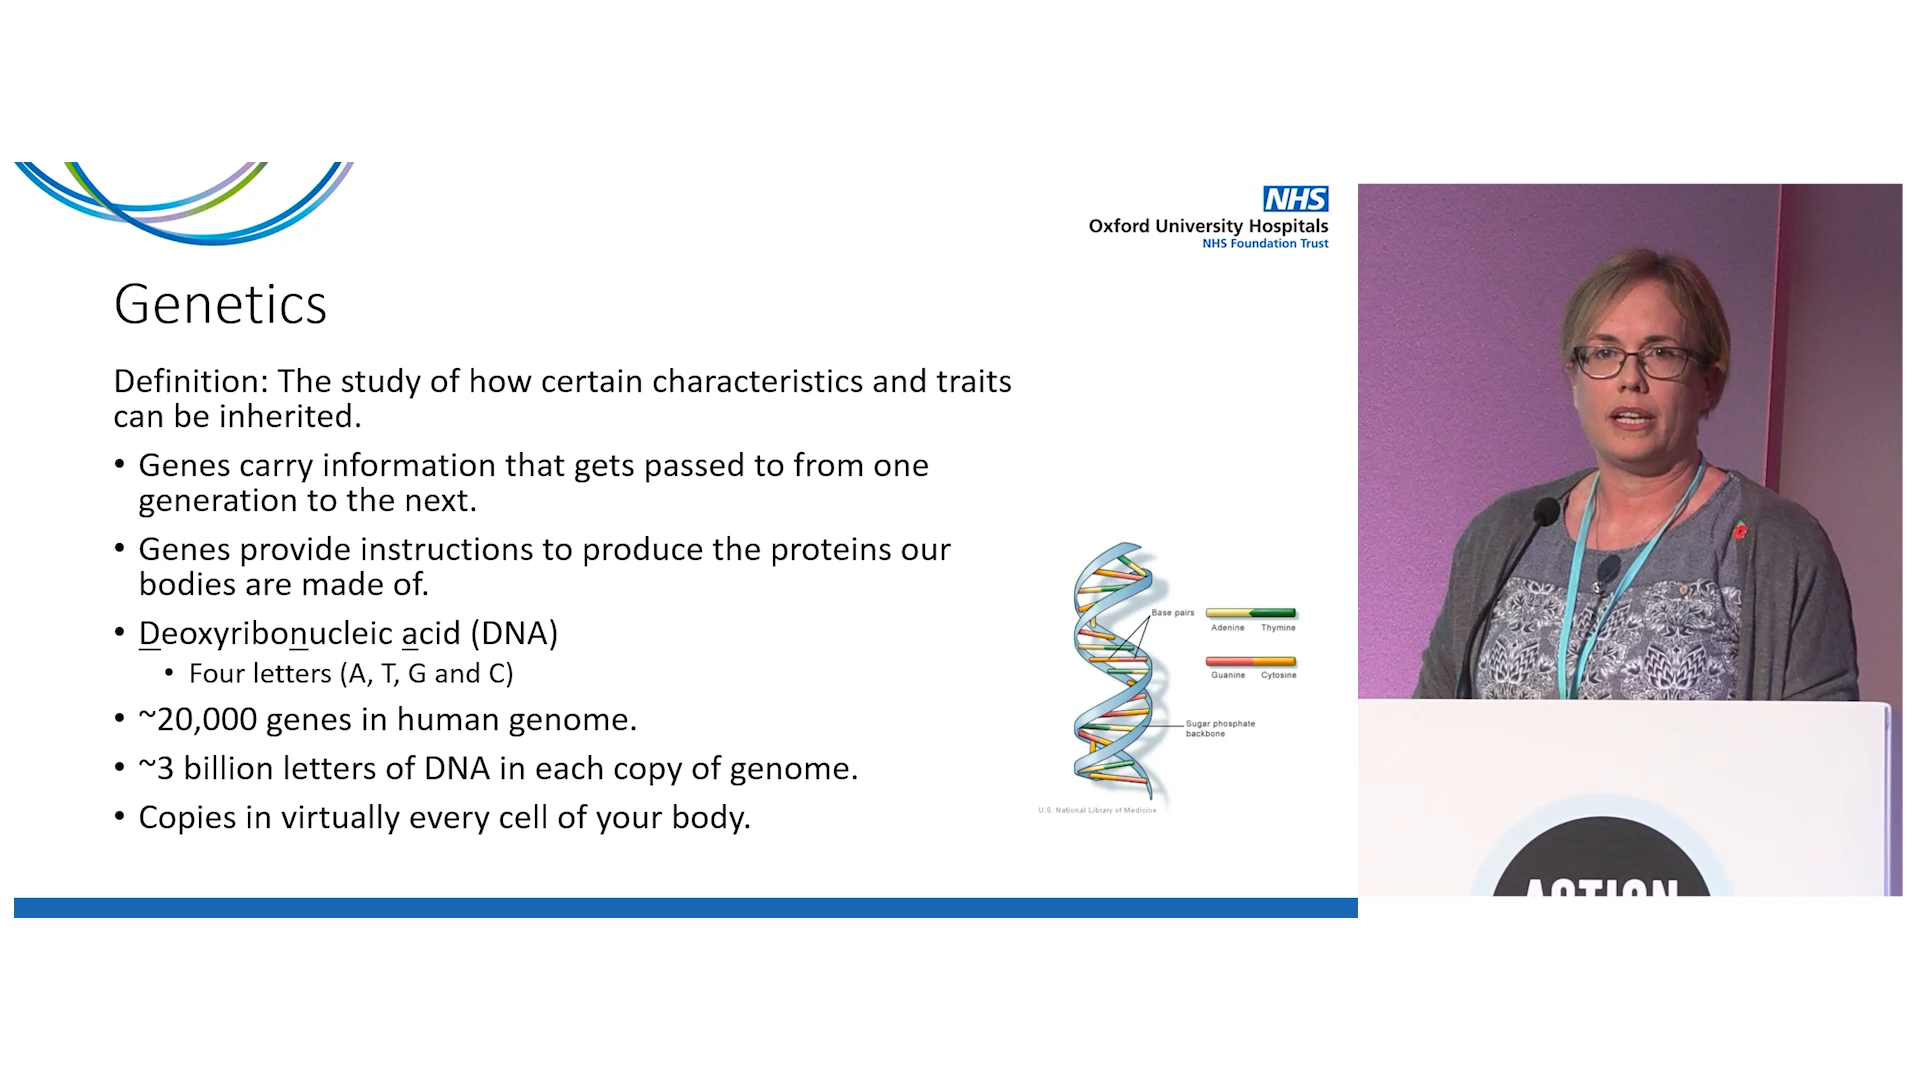 NHS
Oxford University Hospitals
NHS Foundation Trust
Genetics
Definition: The study of how certain characteristics and traits
can be inherited.
• Genes carry information that gets passed to from one
generation to the next.
• Genes provide instructions to produce the proteins our
bodies are made of.
• Deoxyribonucleic acid (DNA)
• Four letters (A, T, G and C)
• ~20,000 genes in human genome.
• ~3 billion letters of DNA in each copy of genome.
• Copies in virtually every cell of your body.
Base pairs
Adenine Thymine
Guanine Cytosine
Sugar phosphate
backbone
U.S. National Library of Medicine
ACTION